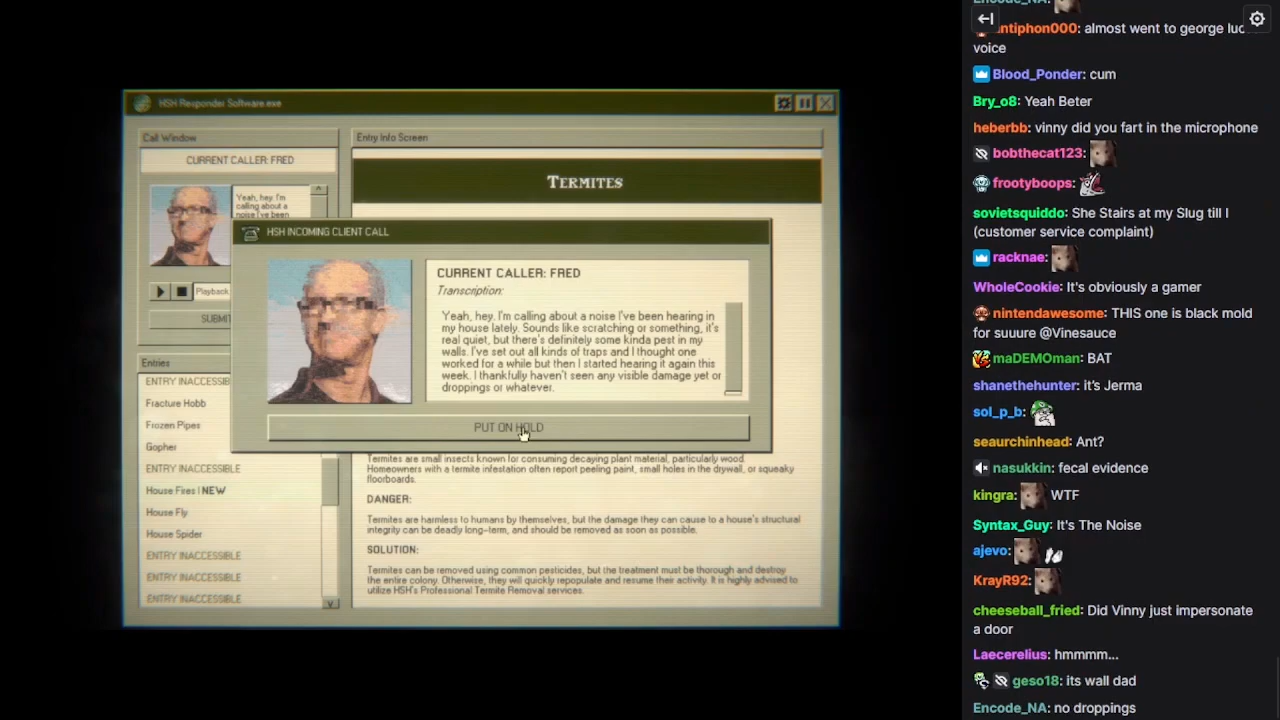 HSH Responder Software.exe
Call Window
CURRENT CALLER: FRED
Yeah, hey. I'm
calling about a
noise I've been
Playback
SUBMIT
Entries
ENTRY INACCESSIB
Fracture Hobb
Frozen Pipes
Gopher
ENTRY INACCESSIBLE
House Fires | NEW
House Fly
House Spider
ENTRY INACCESSIBLE
ENTRY INACCESSIBLE
ENTRY INACCESSIBLE
Entry Info Screen
TERMITES
HSH INCOMING CLIENT CALL
CURRENT CALLER: FRED
Transcription:
Yeah, hey. I'm calling about a noise I've been hearing in
my house lately. Sounds like scratching or something, it's
real quiet, but there's definitely some kinda pest in my
walls. I've set out all kinds of traps and I thought one
worked for a while but then I started hearing it again this
week. I thankfully haven't seen any visible damage yet or
droppings or whatever.
PUT ON HOLD
Termites are small insects known for consuming decaying plant material, particularly wood.
Homeowners with a termite infestation often report peeling paint, small holes in the drywall, or squeaky
floorboards.
DANGER:
Termites are harmless to humans by themselves, but the damage they can cause to a house's structural
integrity can be deadly long-term, and should be removed as soon as possible.
SOLUTION:
Termites can be removed using common pesticides, but the treatment must be thorough and destroy
the entire colony. Otherwise, they will quickly repopulate and resume their activity. It is highly advised to
utilize HSH's Professional Termite Removal services.
Encode_NA:
antiphon000: almost went to george luc
voice
Blood_Ponder: cum
Bry_o8: Yeah Beter
heberbb: vinny did you fart in the microphone
bobthecat123:
frootyboops:
sovietsquiddo: She Stairs at my Slug till I
(customer service complaint)
racknae:
WholeCookie: It's obviously a gamer
nintendawesome: THIS one is black mold
for suuure @Vinesauce
maDEMOman: BAT
shanethehunter: it's Jerma
sol_p_b:
seaurchinhead: Ant?
nasukkin: fecal evidence
kingra: WTF
Syntax_Guy: It's The Noise
ajevo:
KrayR92:
cheeseball_fried: Did Vinny just impersonate
a door
Laecerelius: hmmmm...
geso18: its wall dad
Encode_NA: no droppings